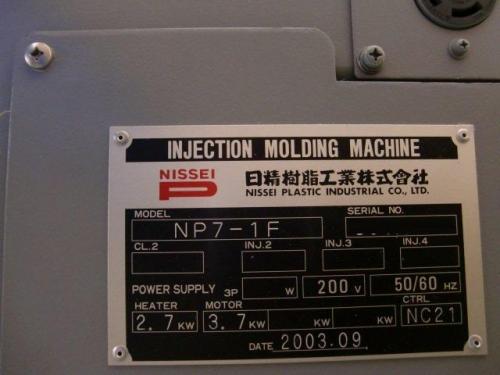 INJECTION MOLDING MACHINE
NISSEI
P
日精樹脂工業株式會社
NISSEI PLASTIC INDUSTRIAL CO., LTD.
MODEL SERIAL NO.
NP7-1F
CL.2 INJ.2 INJ.3 INJ.4
POWER SUPPLY 3P W 200 V 50/60 HZ
HEATER MOTOR CTRL
2.7 KW 3.7 KW KW KW NC21
DATE 2003.09.